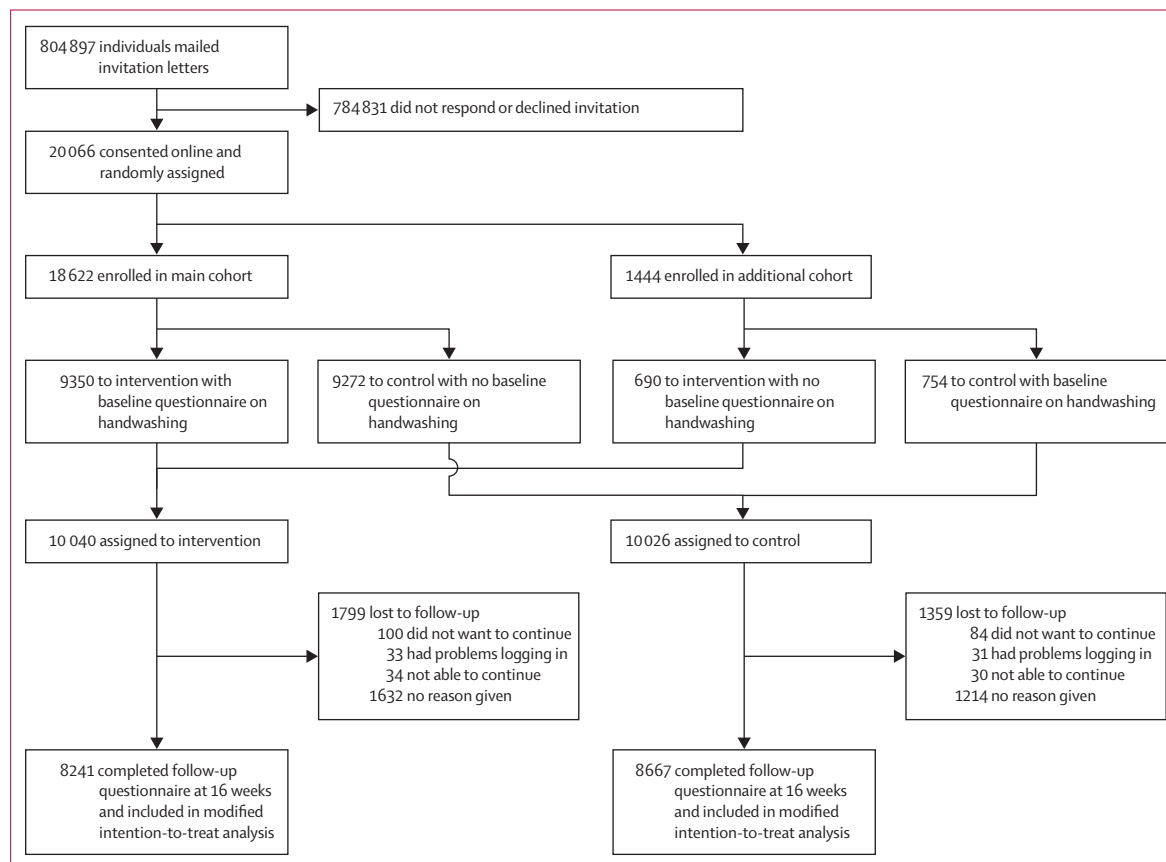 804 897 individuals mailed
invitation letters
784 831 did not respond or declined invitation
20 066 consented online and
randomly assigned
18 622 enrolled in main cohort
1444 enrolled in additional cohort
9350 to intervention with
baseline questionnaire on
handwashing
9272 to control with no baseline
questionnaire on
handwashing
690 to intervention with no
baseline questionnaire on
handwashing
754 to control with baseline
questionnaire on handwashing
10 040 assigned to intervention
10 026 assigned to control
1799 lost to follow-up
100 did not want to continue
33 had problems logging in
34 not able to continue
1632 no reason given
1359 lost to follow-up
84 did not want to continue
31 had problems logging in
30 not able to continue
1214 no reason given
8241 completed follow-up
questionnaire at 16 weeks
and included in modified
intention-to-treat analysis
8667 completed follow-up
questionnaire at 16 weeks
and included in modified
intention-to-treat analysis